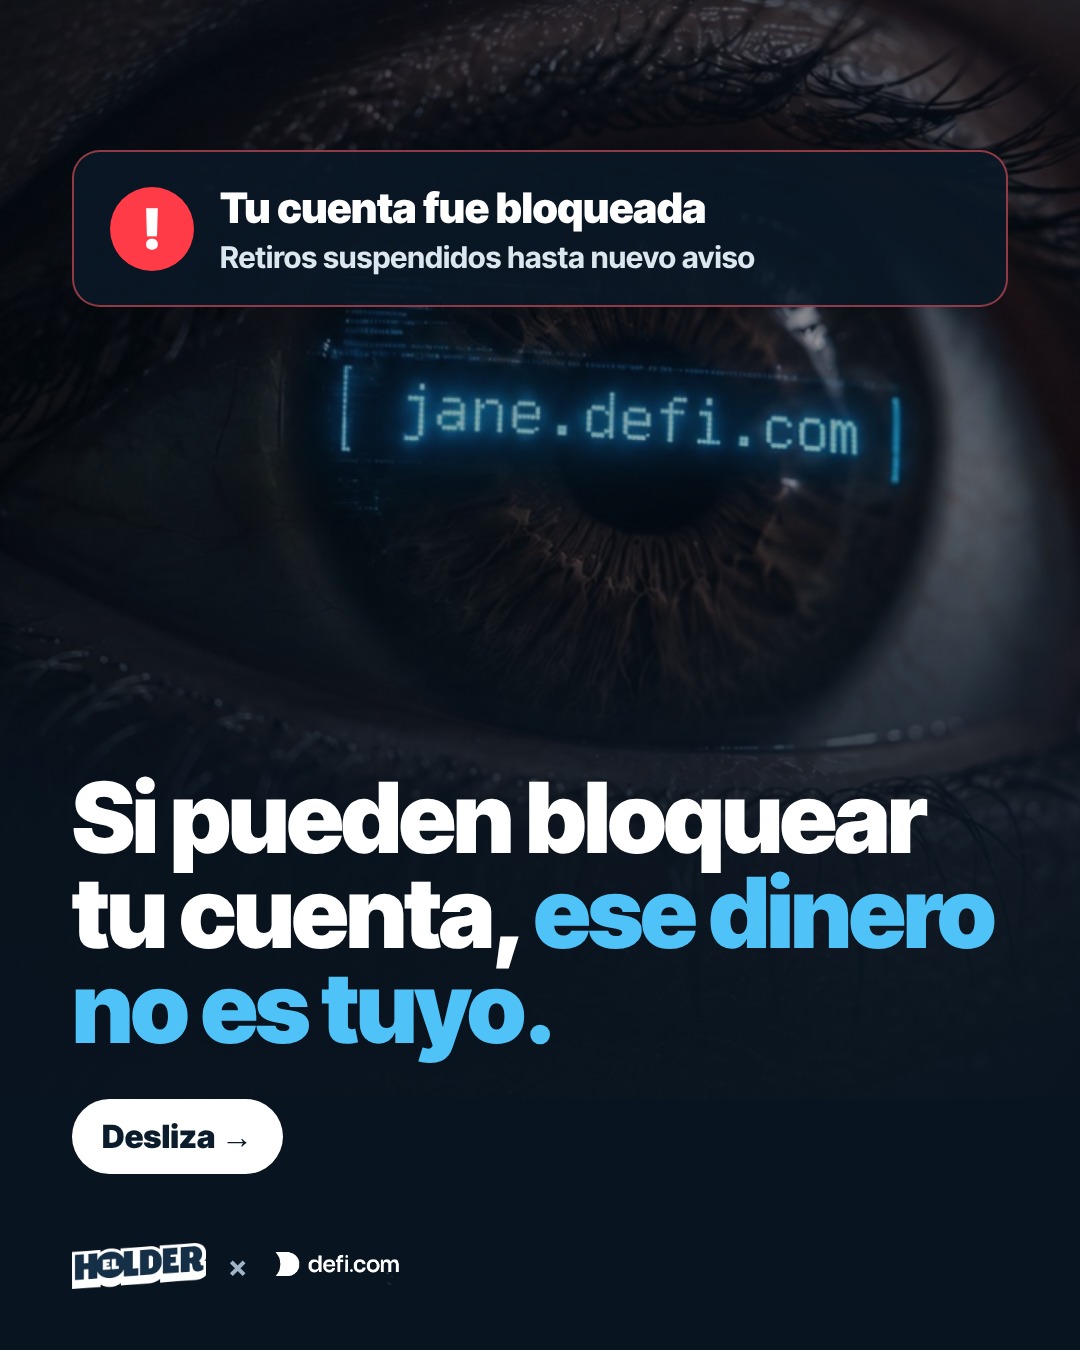 !
Tu cuenta fue bloqueada
Retiros suspendidos hasta nuevo aviso
[ jane.defi.com |
Si pueden bloquear
tu cuenta, ese dinero
no es tuyo.
Desliza →
EL HOLDER × defi.com